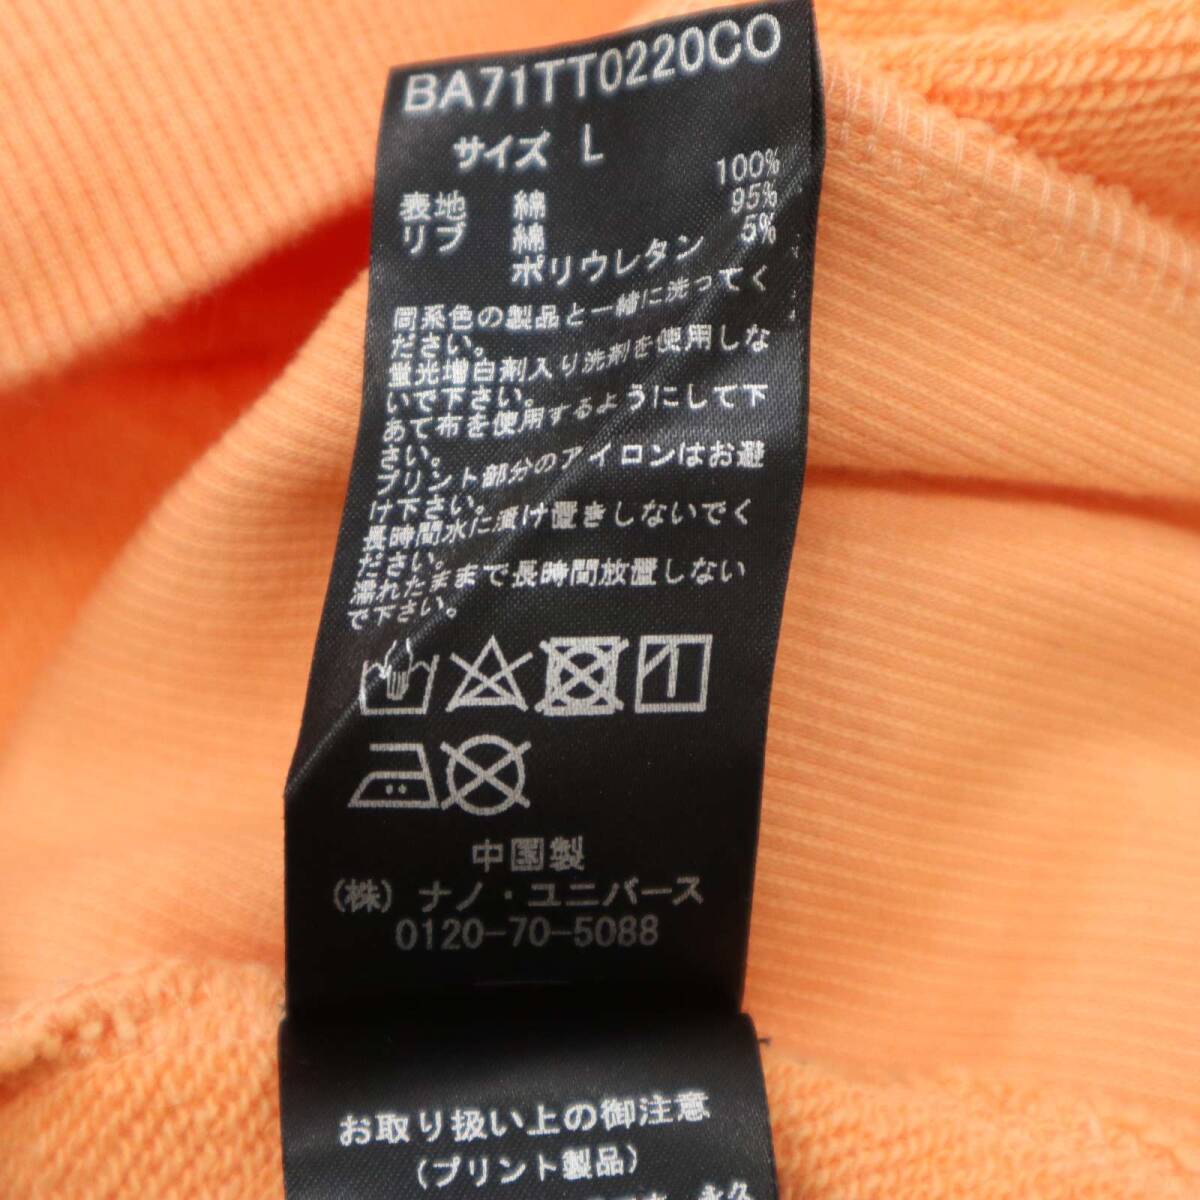 BA71TT0220CO
サイズ L
100%
表地 綿 95%
リブ 綿 5%
ポリウレタン
同系色の製品と一緒に洗ってく
ださい。
蛍光増白剤入り洗剤を使用しな
いで下さい。
あて布を使用するようにして下
さい。
プリント部分のアイロンはお避
け下さい。
長時間水に漬け置きしないでく
ださい。
濡れたままで長時間放置しない
で下さい。
中国製
(株) ナノ・ユニバース
0120-70-5088
お取り扱い上の御注意
(プリント製品)